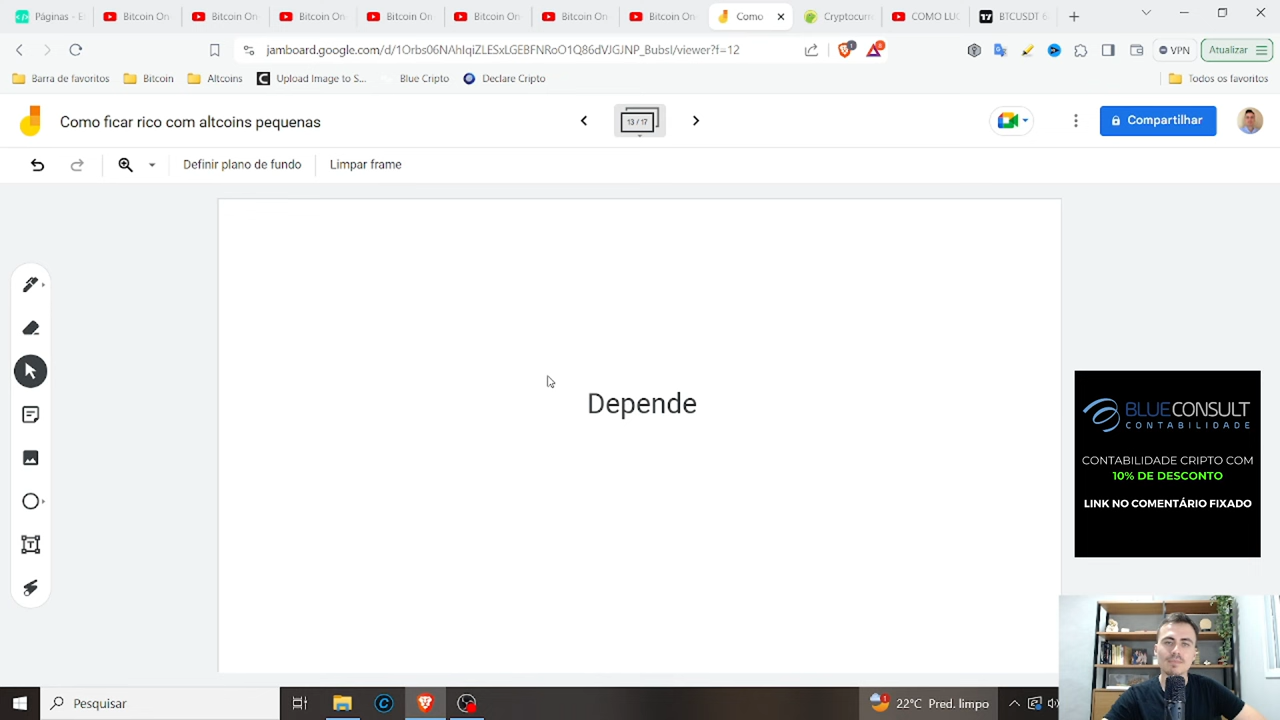 Páginas - E
Bitcoin On
Bitcoin On
Bitcoin On
Bitcoin On
Bitcoin On
Bitcoin On
Bitcoin On
Como
Cryptocurr
COMO LUC
BTCUSDT 6
jamboard.google.com/d/1Orbs06NAhIqiZLESxLGEBFNRoO1Q86dVJGJNP_BubsI/viewer?f=12
VPN
Atualizar
Barra de favoritos
Bitcoin
Altcoins
Upload Image to S...
Blue Cripto
Declare Cripto
Todos os favoritos
Como ficar rico com altcoins pequenas
13 / 17
Compartilhar
Definir plano de fundo
Limpar frame
Depende
BLUECONSULT
CONTABILIDADE
CONTABILIDADE CRIPTO COM
10% DE DESCONTO
LINK NO COMENTÁRIO FIXADO
Pesquisar
22°C Pred. limpo